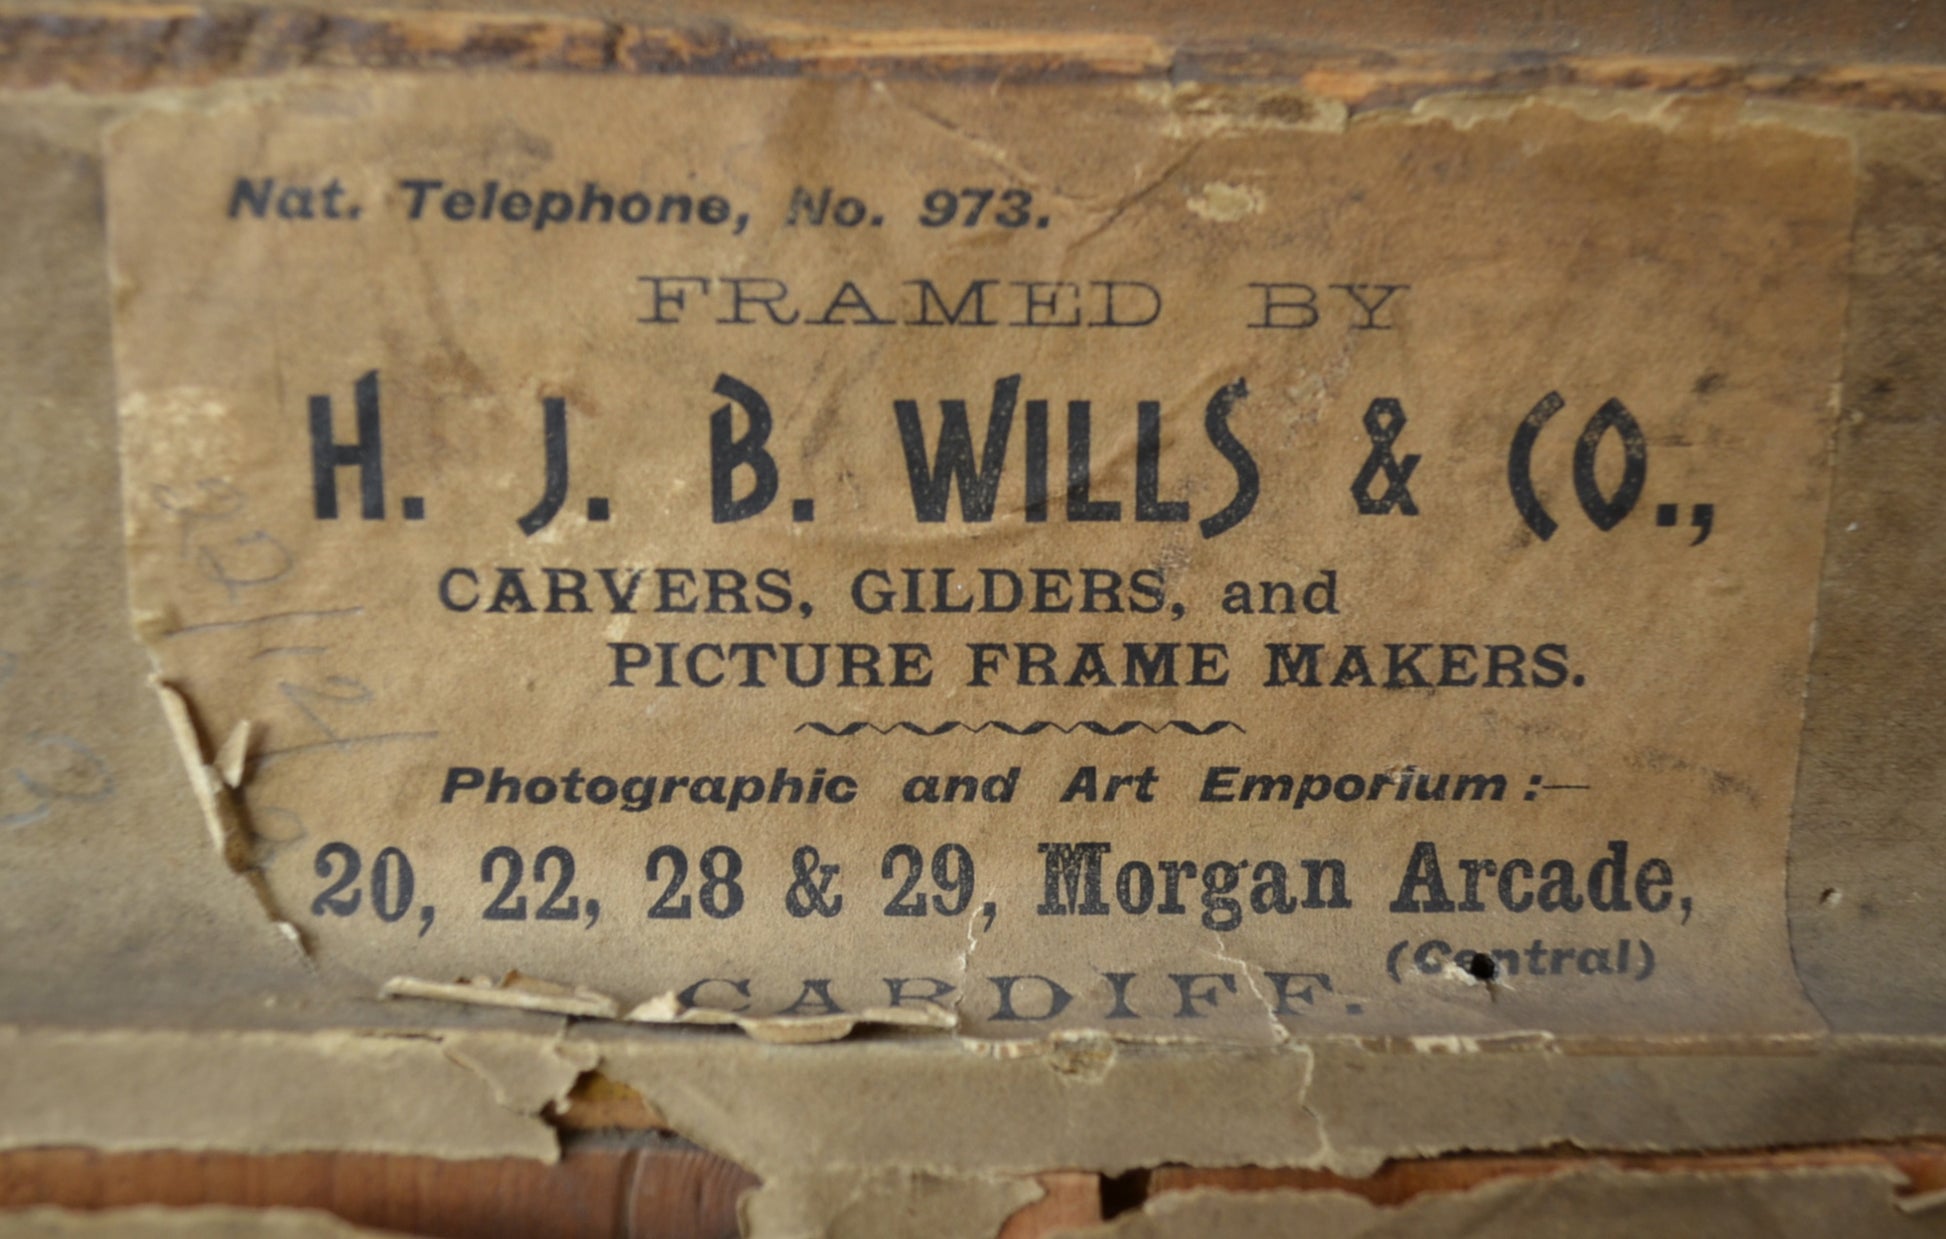 Nat. Telephone, No. 973.
FRAMED BY
H. J. B. WILLS & CO.,
CARVERS, GILDERS, and
PICTURE FRAME MAKERS.
Photographic and Art Emporium :—
20, 22, 28 & 29, Morgan Arcade,
(Central)
CARDIFF.